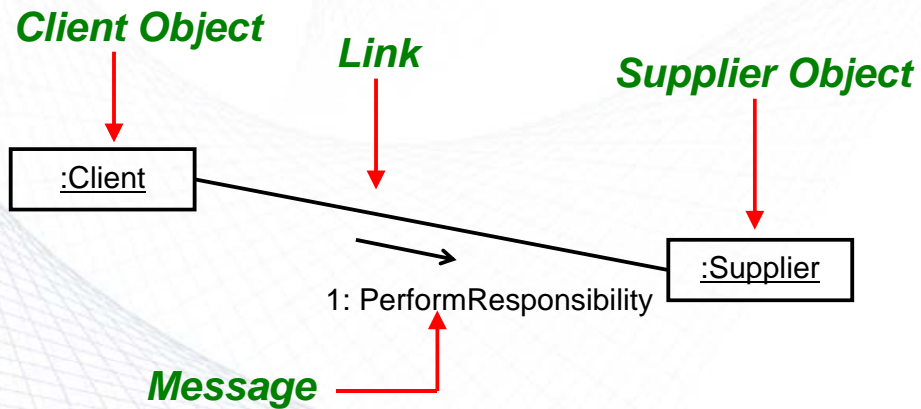 Client Object
Link
Supplier Object
:Client
:Supplier
1: PerformResponsibility
Message